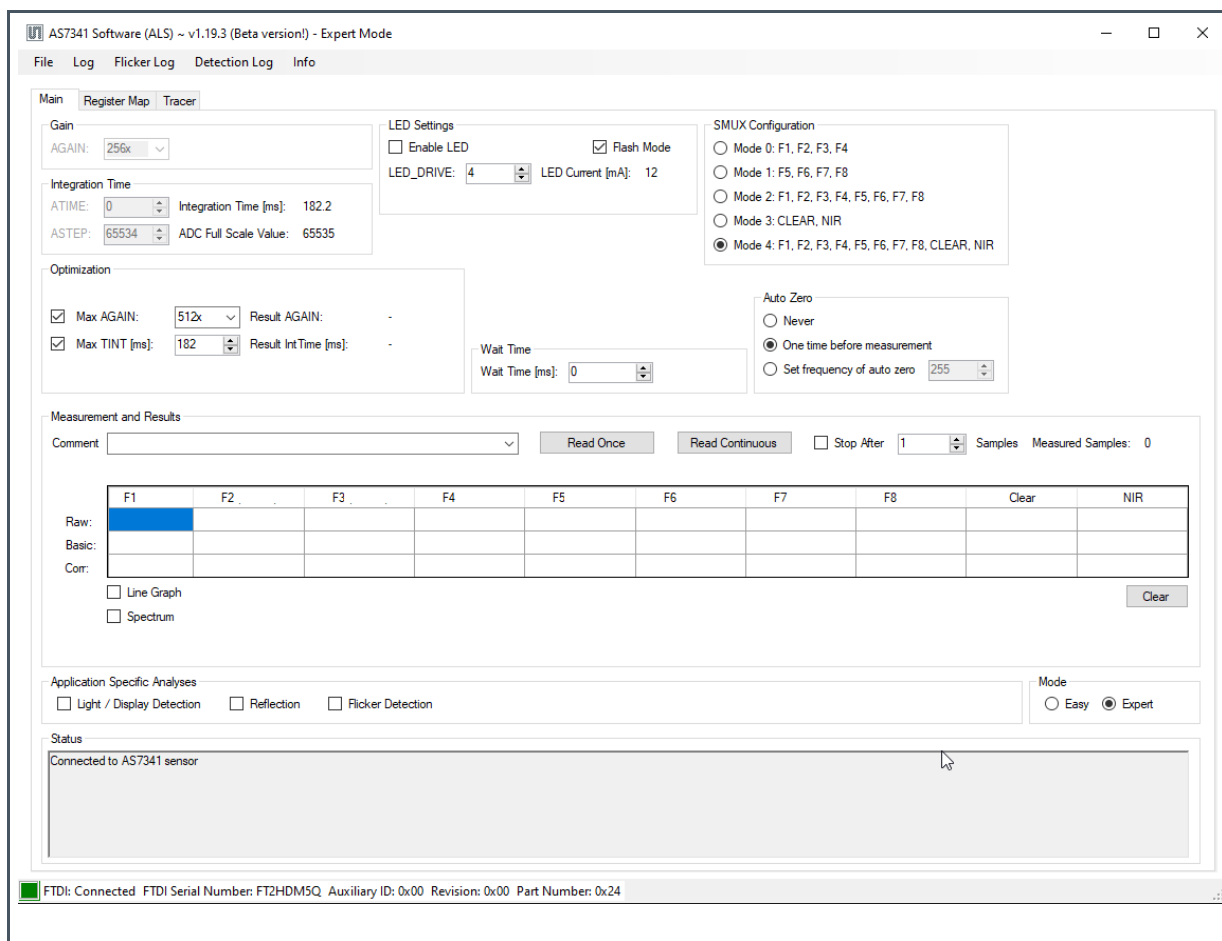 AS7341 Software (ALS) ~ v1.19.3 (Beta version!) - Expert Mode
File Log Flicker Log Detection Log Info
Main Register Map Tracer
Gain
AGAIN: 256x
Integration Time
ATIME: 0 Integration Time [ms]: 182.2
ASTEP: 65534 ADC Full Scale Value: 65535
LED Settings
Enable LED Flash Mode
LED_DRIVE: 4 LED Current [mA]: 12
SMUX Configuration
Mode 0: F1, F2, F3, F4
Mode 1: F5, F6, F7, F8
Mode 2: F1, F2, F3, F4, F5, F6, F7, F8
Mode 3: CLEAR, NIR
Mode 4: F1, F2, F3, F4, F5, F6, F7, F8, CLEAR, NIR
Optimization
Max AGAIN: 512x Result AGAIN: -
Max TINT [ms]: 182 Result IntTime [ms]: -
Wait Time
Wait Time [ms]: 0
Auto Zero
Never
One time before measurement
Set frequency of auto zero 255
Measurement and Results
Comment Read Once Read Continuous Stop After 1 Samples Measured Samples: 0
F1 F2 F3 F4 F5 F6 F7 F8 Clear NIR
Raw:
Basic:
Corr:
Line Graph
Clear
Spectrum
Application Specific Analyses
Light / Display Detection Reflection Flicker Detection
Mode
Easy Expert
Status
Connected to AS7341 sensor
FTDI: Connected FTDI Serial Number: FT2HDM5Q Auxiliary ID: 0x00 Revision: 0x00 Part Number: 0x24